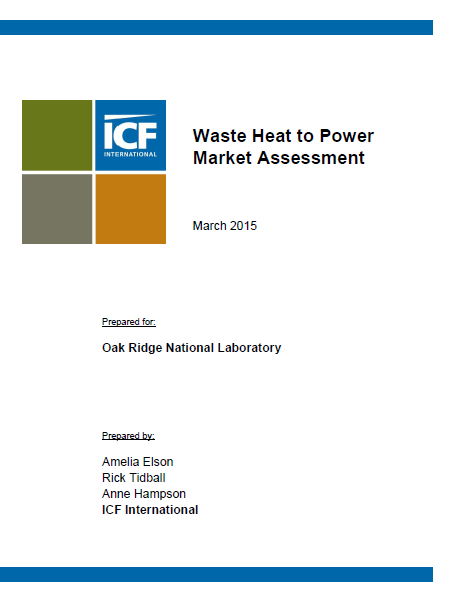 ICF
INTERNATIONAL
Waste Heat to Power
Market Assessment
March 2015
Prepared for:
Oak Ridge National Laboratory
Prepared by:
Amelia Elson
Rick Tidball
Anne Hampson
ICF International